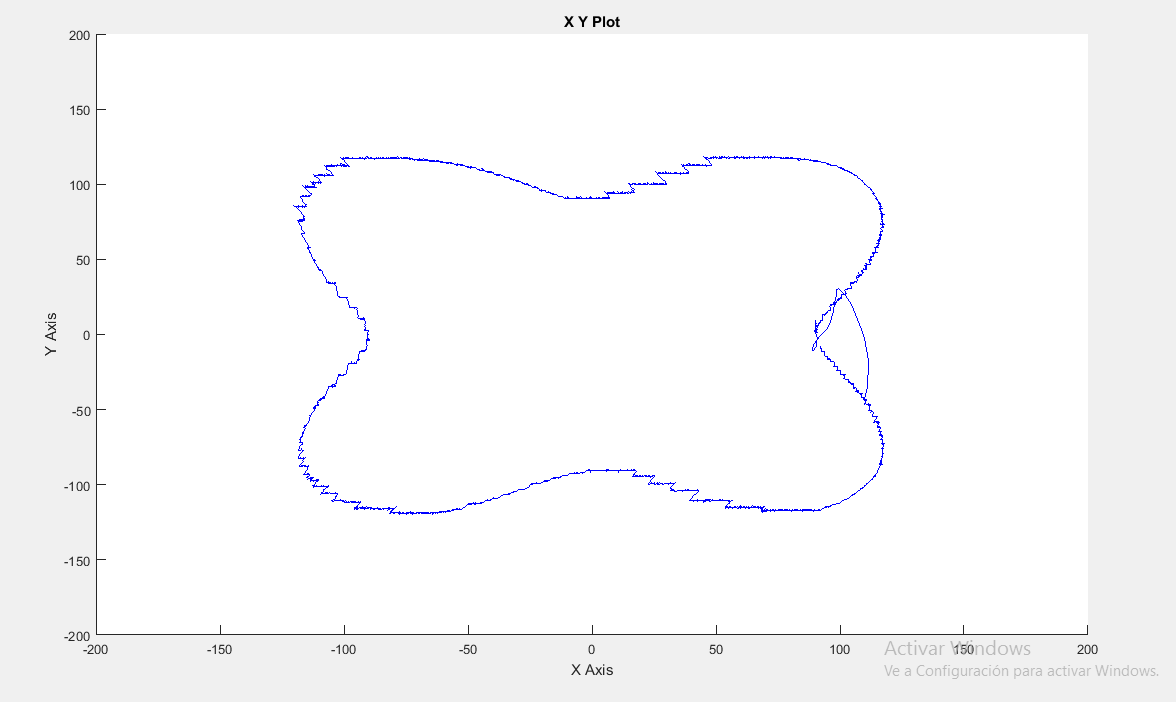 X Y Plot
200
150
100
50
0
-50
-100
-150
-200
Y Axis
-200 -150 -100 -50 0 50 100 150 200
X Axis
Activar Windows
Ve a Configuración para activar Windows.